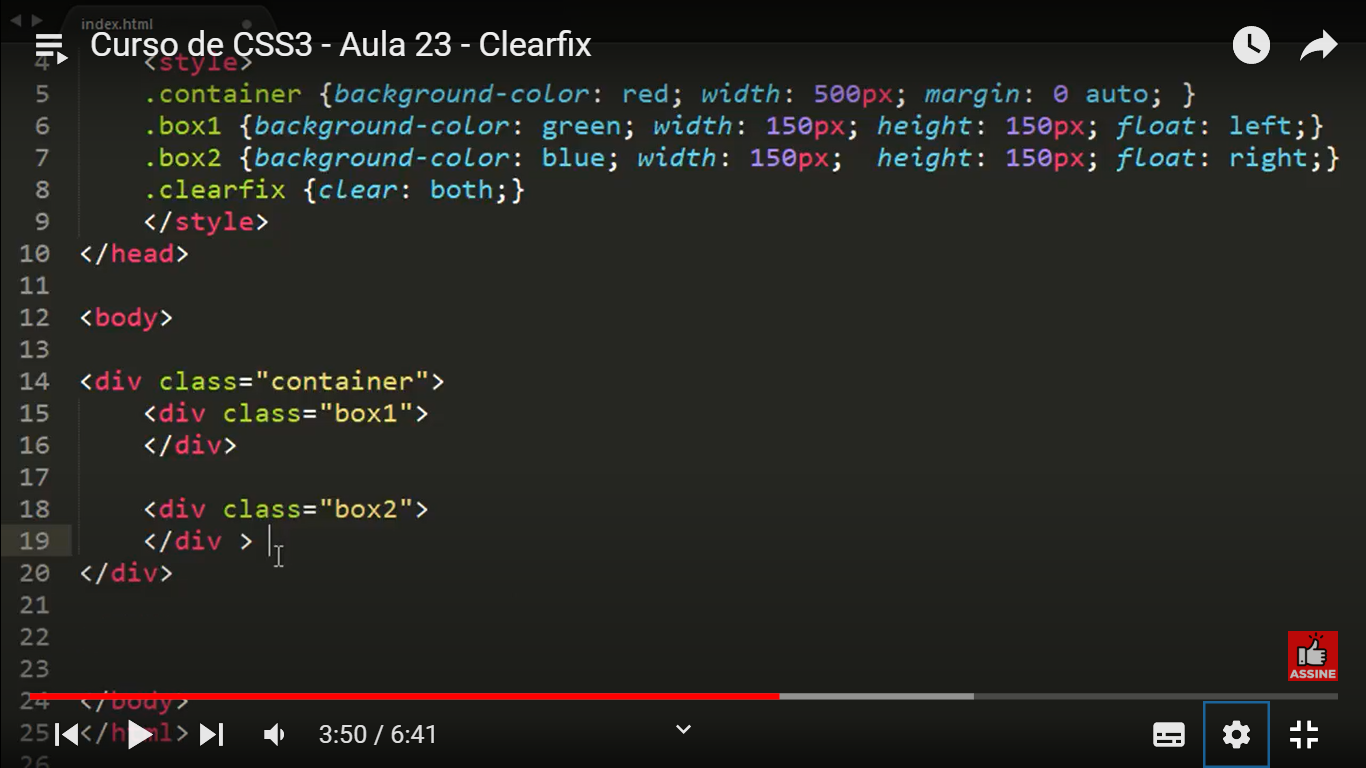 index.html
Curso de CSS3 - Aula 23 - Clearfix
4 <style>
5 .container {background-color: red; width: 500px; margin: 0 auto; }
6 .box1 {background-color: green; width: 150px; height: 150px; float: left;}
7 .box2 {background-color: blue; width: 150px;  height: 150px; float: right;}
8 .clearfix {clear: both;}
9 </style>
10 </head>
11
12 <body>
13
14 <div class="container">
15 <div class="box1">
16 </div>
17
18 <div class="box2">
19 </div >
20 </div>
21
22
23
ASSINE
24 </body>
25 </html>
3:50 / 6:41
26